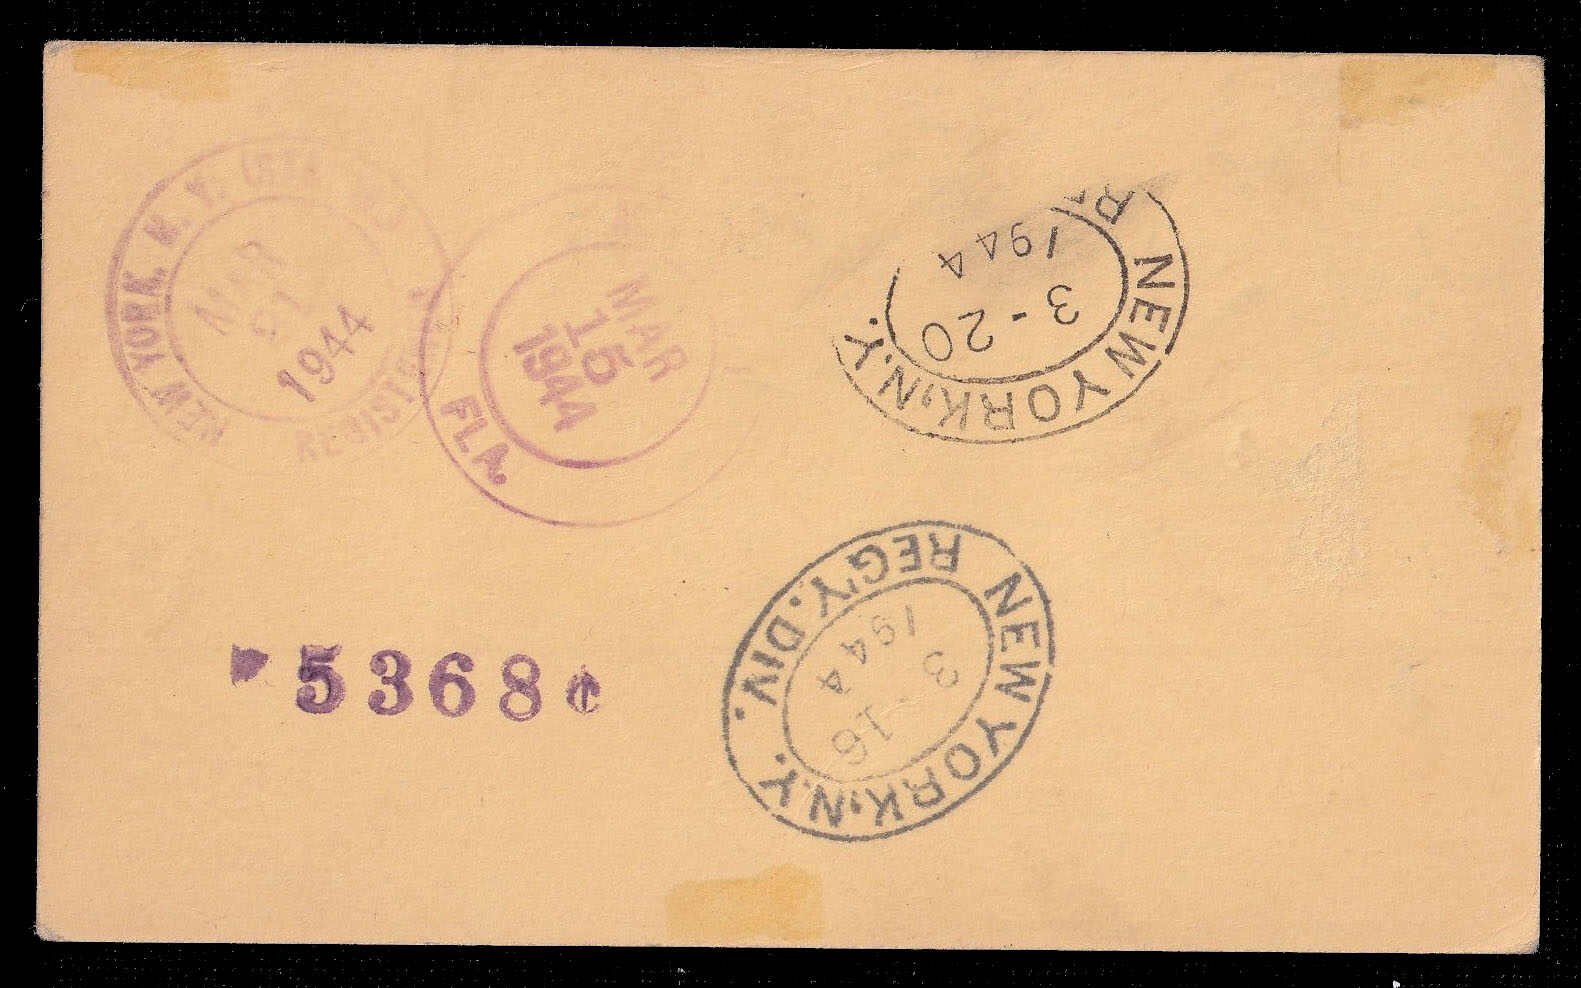 NEW YORK, N. Y.
MAR
1944
MAR
15
1944
FLA.
NEW YORK, N.Y.
3-20
1944
NEW YORK, N.Y.
REG'Y. DIV.
3-16
1944
5368